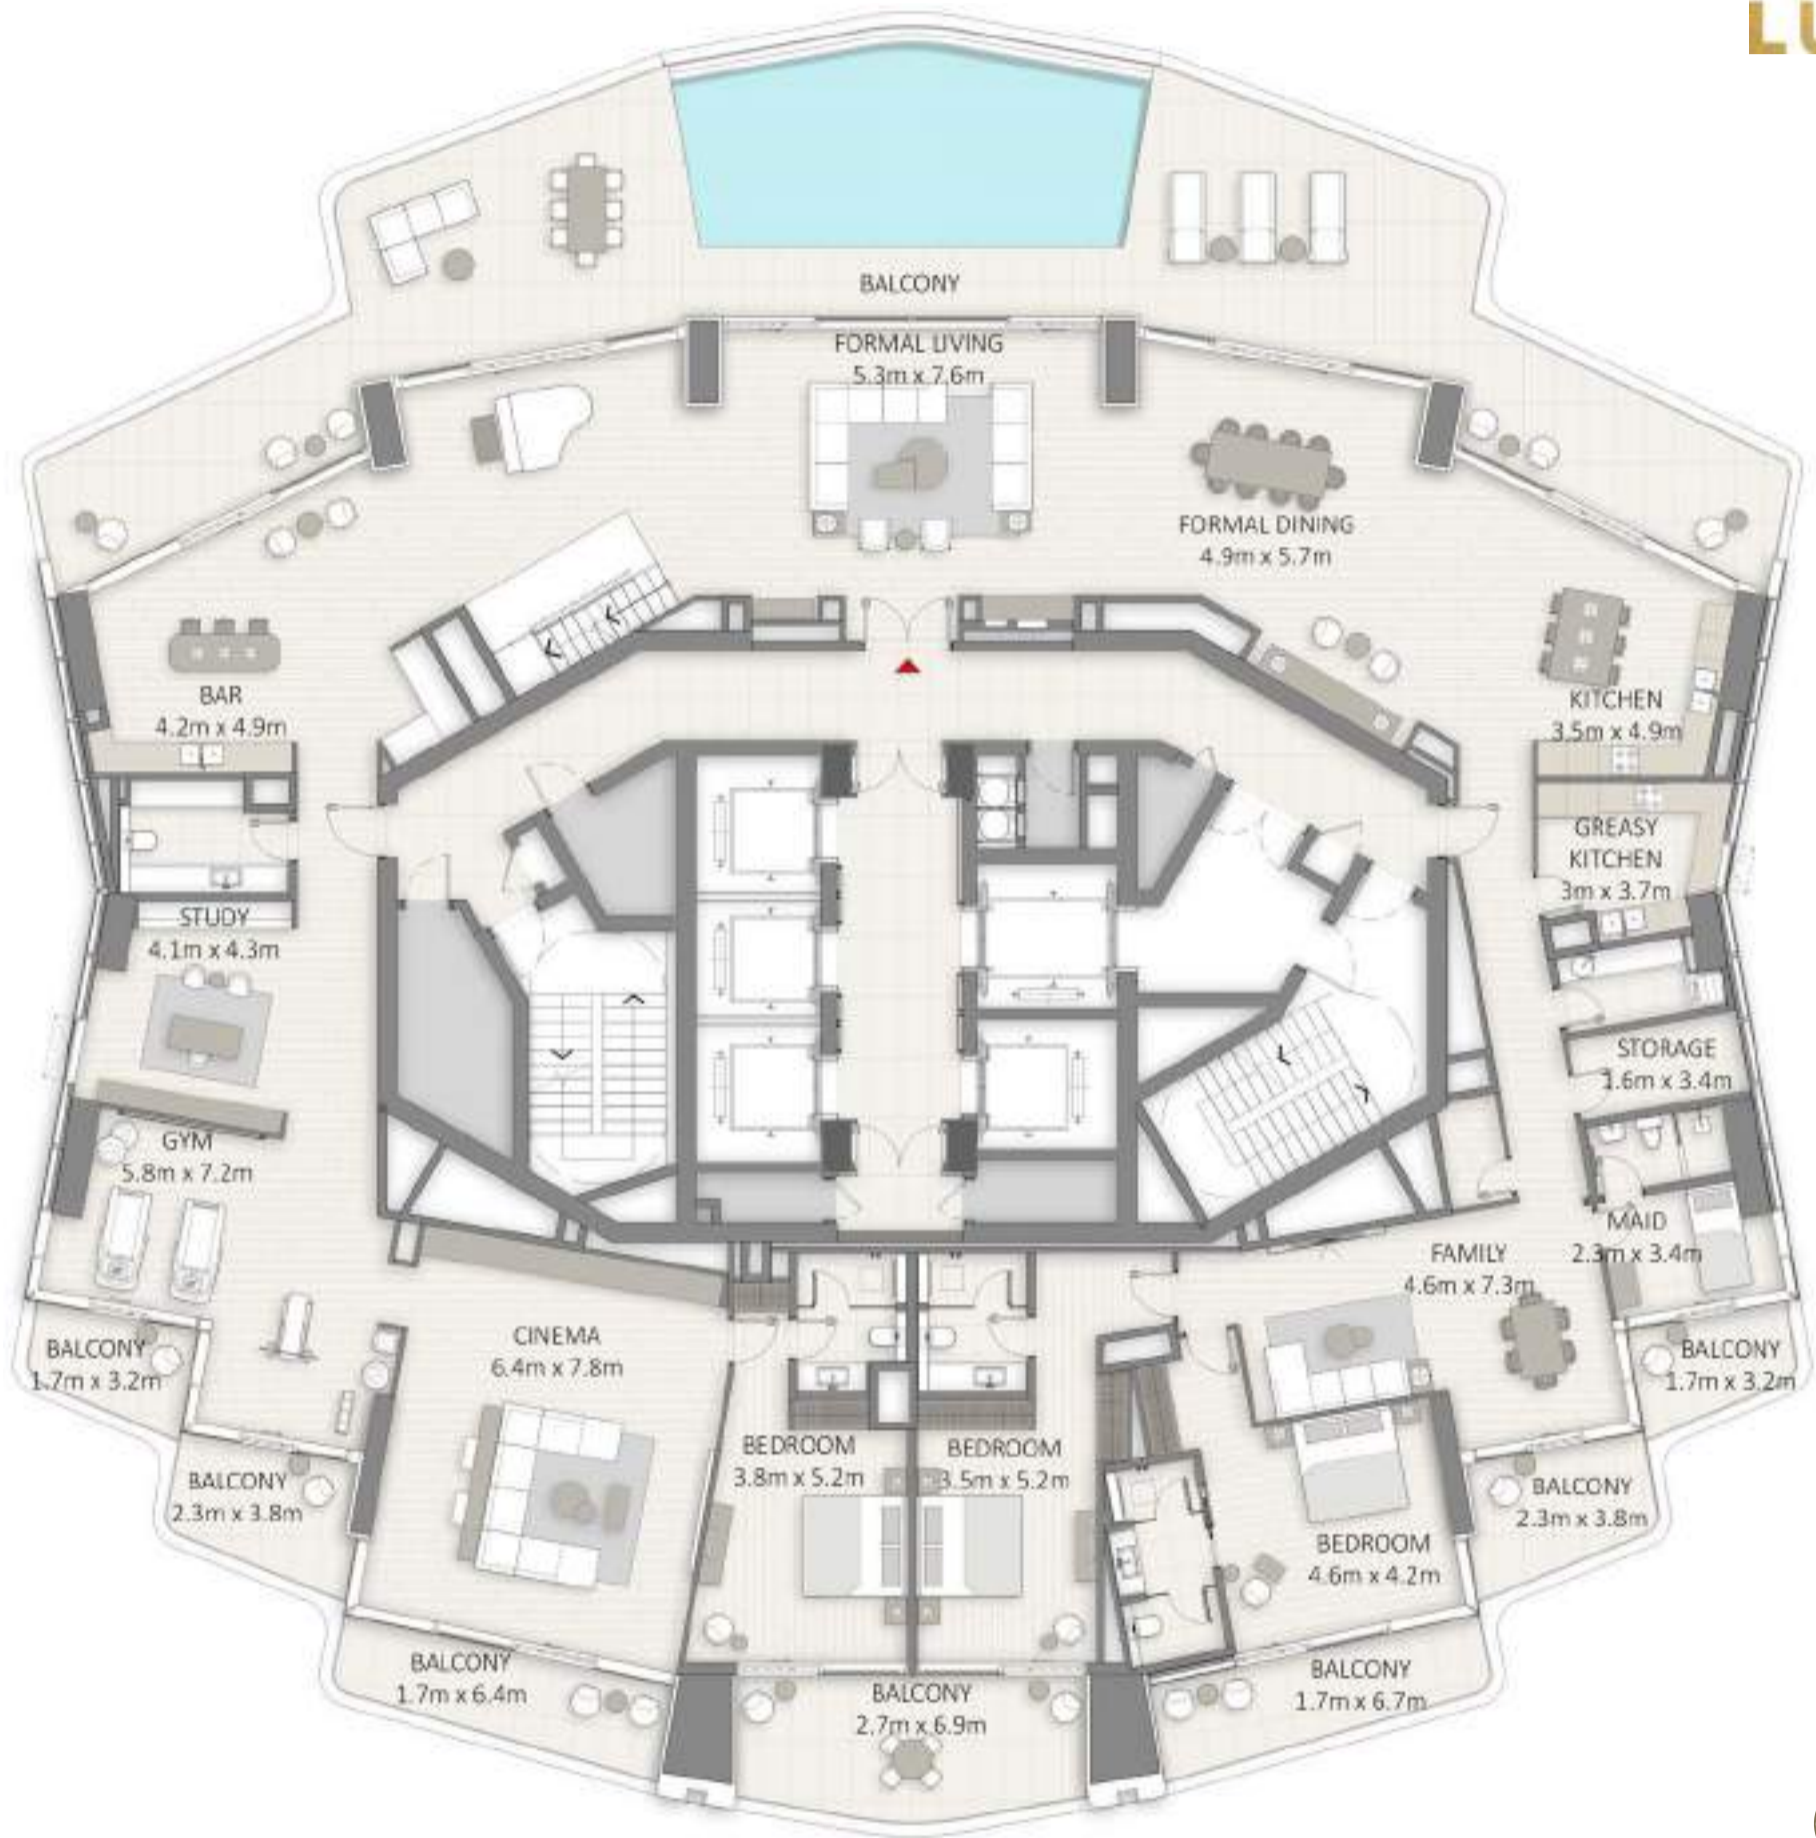 LU
BALCONY
FORMAL LIVING
5.3m x 7.6m
FORMAL DINING
4.9m x 5.7m
BAR
4.2m x 4.9m
KITCHEN
3.5m x 4.9m
GREASY
KITCHEN
3m x 3.7m
STUDY
4.1m x 4.3m
STORAGE
1.6m x 3.4m
GYM
5.8m x 7.2m
MAID
2.3m x 3.4m
FAMILY
4.6m x 7.3m
CINEMA
6.4m x 7.8m
BALCONY
1.7m x 3.2m
BALCONY
1.7m x 3.2m
BEDROOM
3.8m x 5.2m
BEDROOM
3.5m x 5.2m
BALCONY
2.3m x 3.8m
BALCONY
2.3m x 3.8m
BEDROOM
4.6m x 4.2m
BALCONY
1.7m x 6.4m
BALCONY
2.7m x 6.9m
BALCONY
1.7m x 6.7m